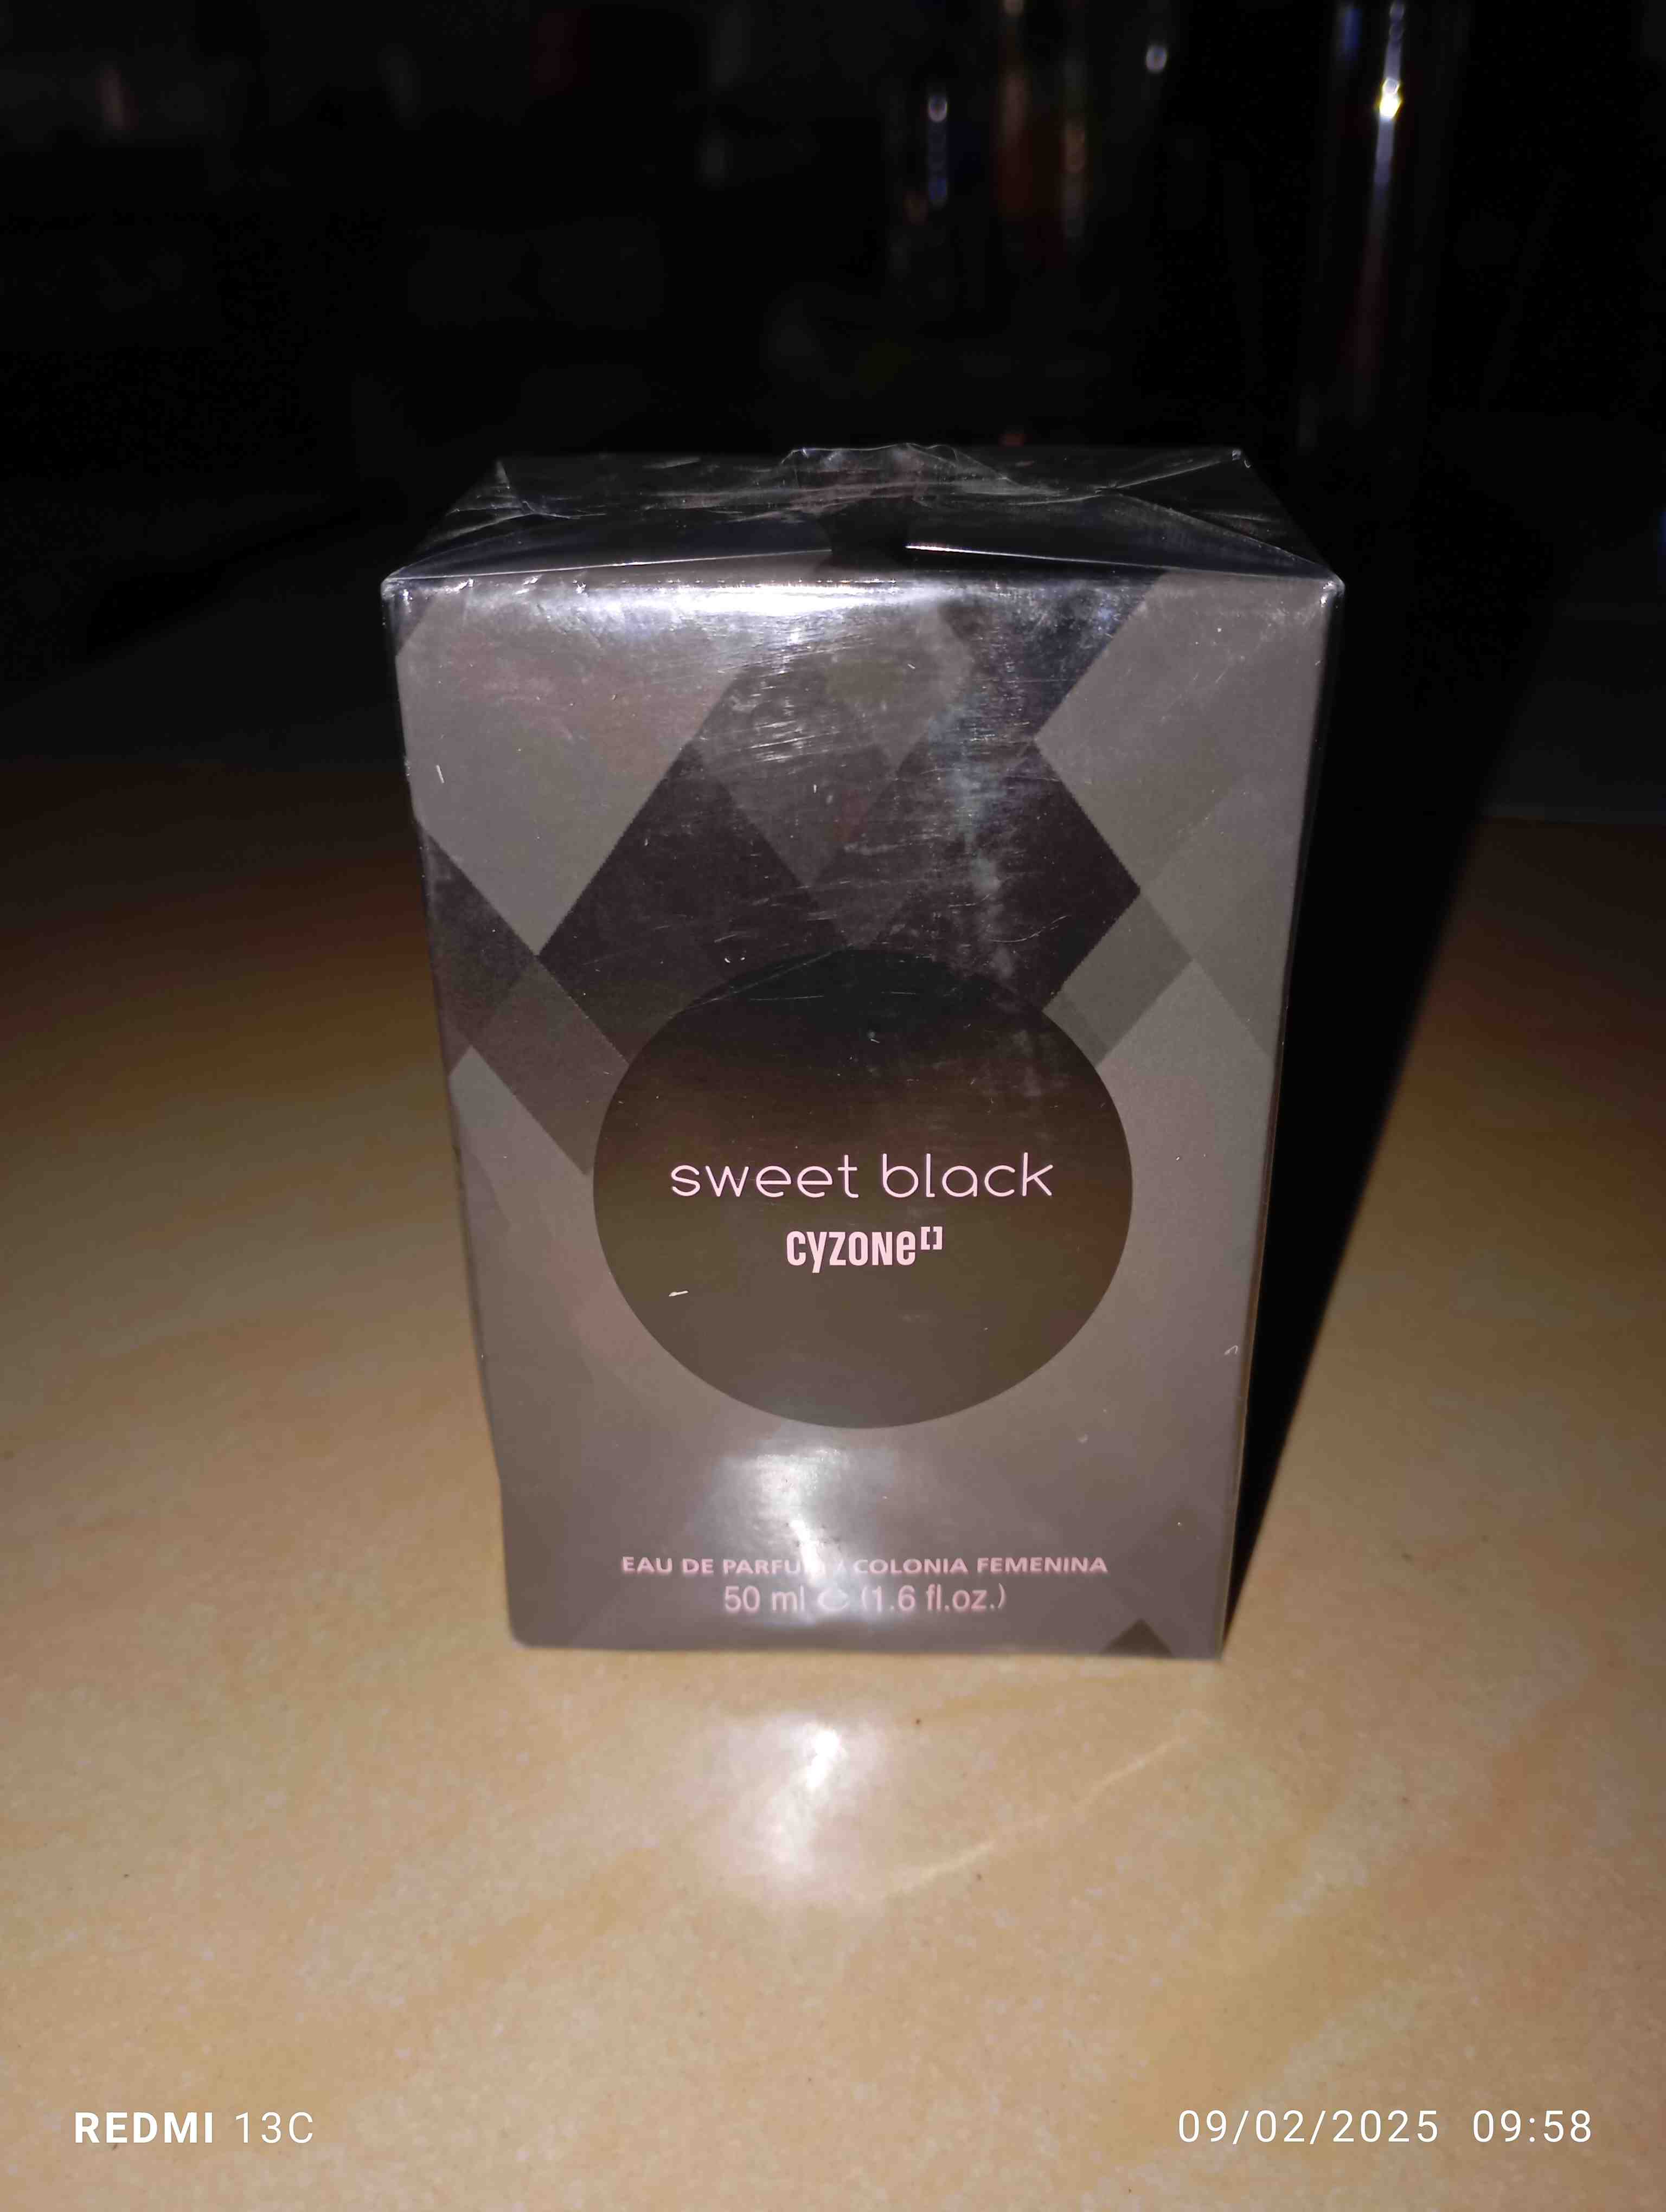 sweet black
cyzone[]
EAU DE PARFUM / COLONIA FEMENINA
50 ml ℮ (1.6 fl.oz.)
REDMI 13C
09/02/2025 09:58